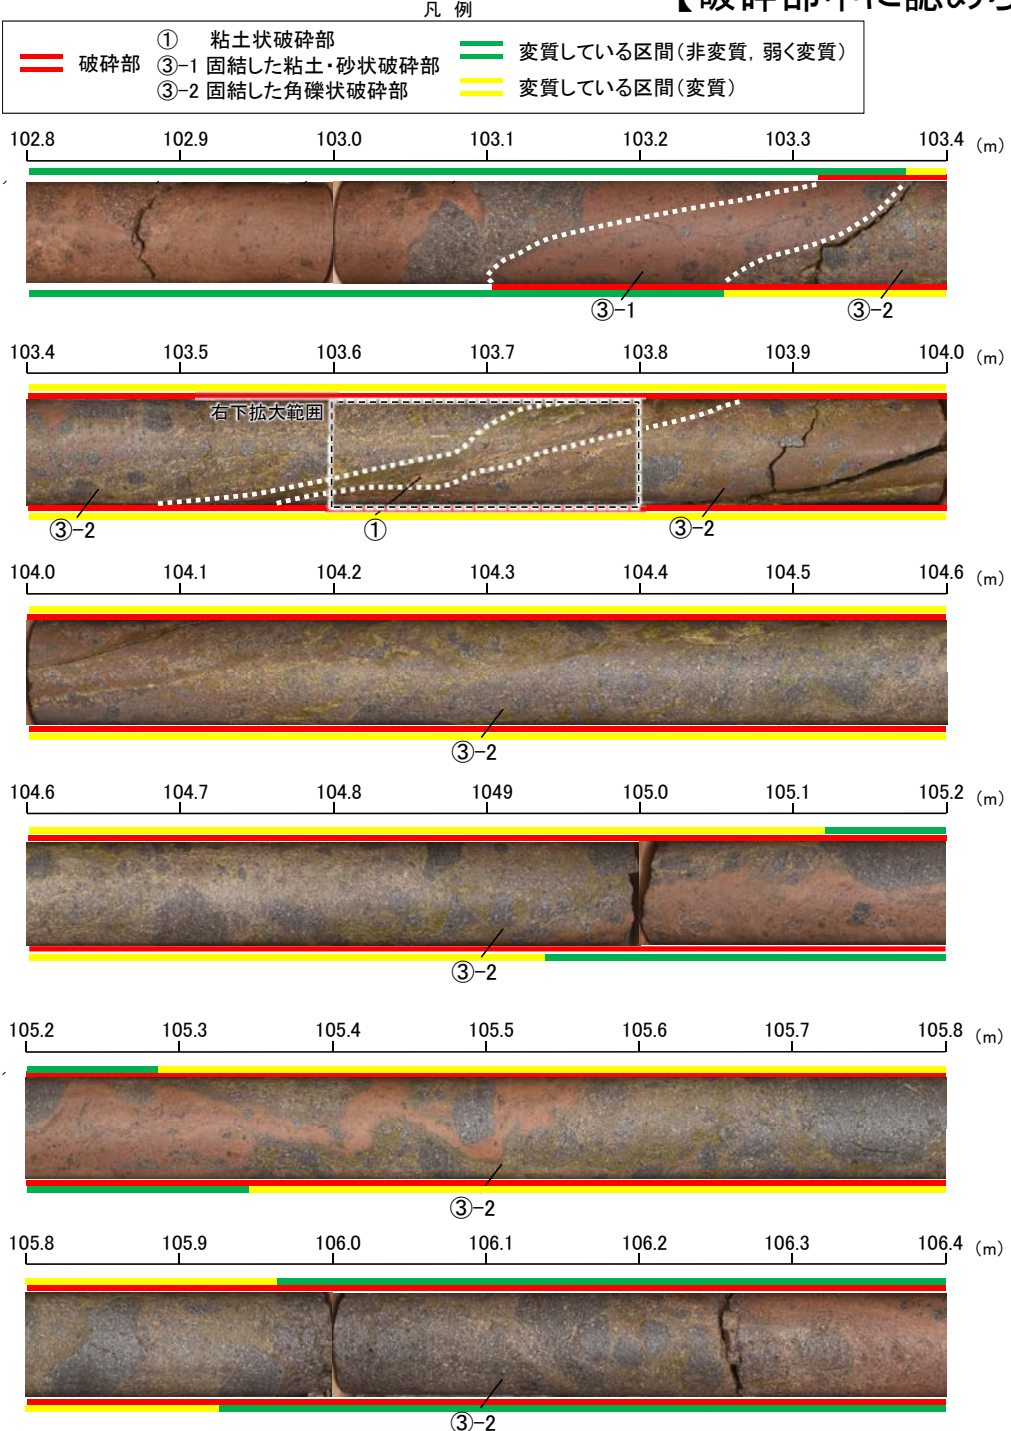 凡 例
【破砕部中に認めら
破砕部
① 粘土状破砕部
③-1 固結した粘土・砂状破砕部
③-2 固結した角礫状破砕部
変質している区間(非変質，弱く変質)
変質している区間(変質)
102.8 102.9 103.0 103.1 103.2 103.3 103.4 (m)
③-1 ③-2
103.4 103.5 103.6 103.7 103.8 103.9 104.0 (m)
右下拡大範囲
③-2 ① ③-2
104.0 104.1 104.2 104.3 104.4 104.5 104.6 (m)
③-2
104.6 104.7 104.8 1049 105.0 105.1 105.2 (m)
③-2
105.2 105.3 105.4 105.5 105.6 105.7 105.8 (m)
③-2
105.8 105.9 106.0 106.1 106.2 106.3 106.4 (m)
③-2